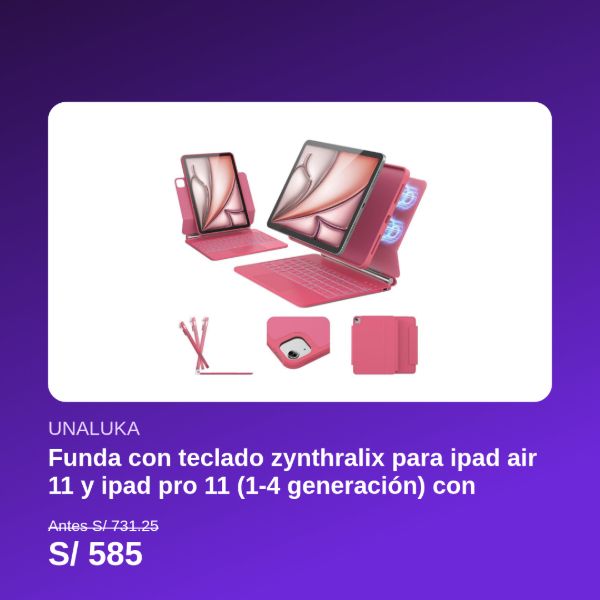 UNALUKA
Funda con teclado zynthralix para ipad air
11 y ipad pro 11 (1-4 generación) con
Antes S/ 731.25
S/ 585